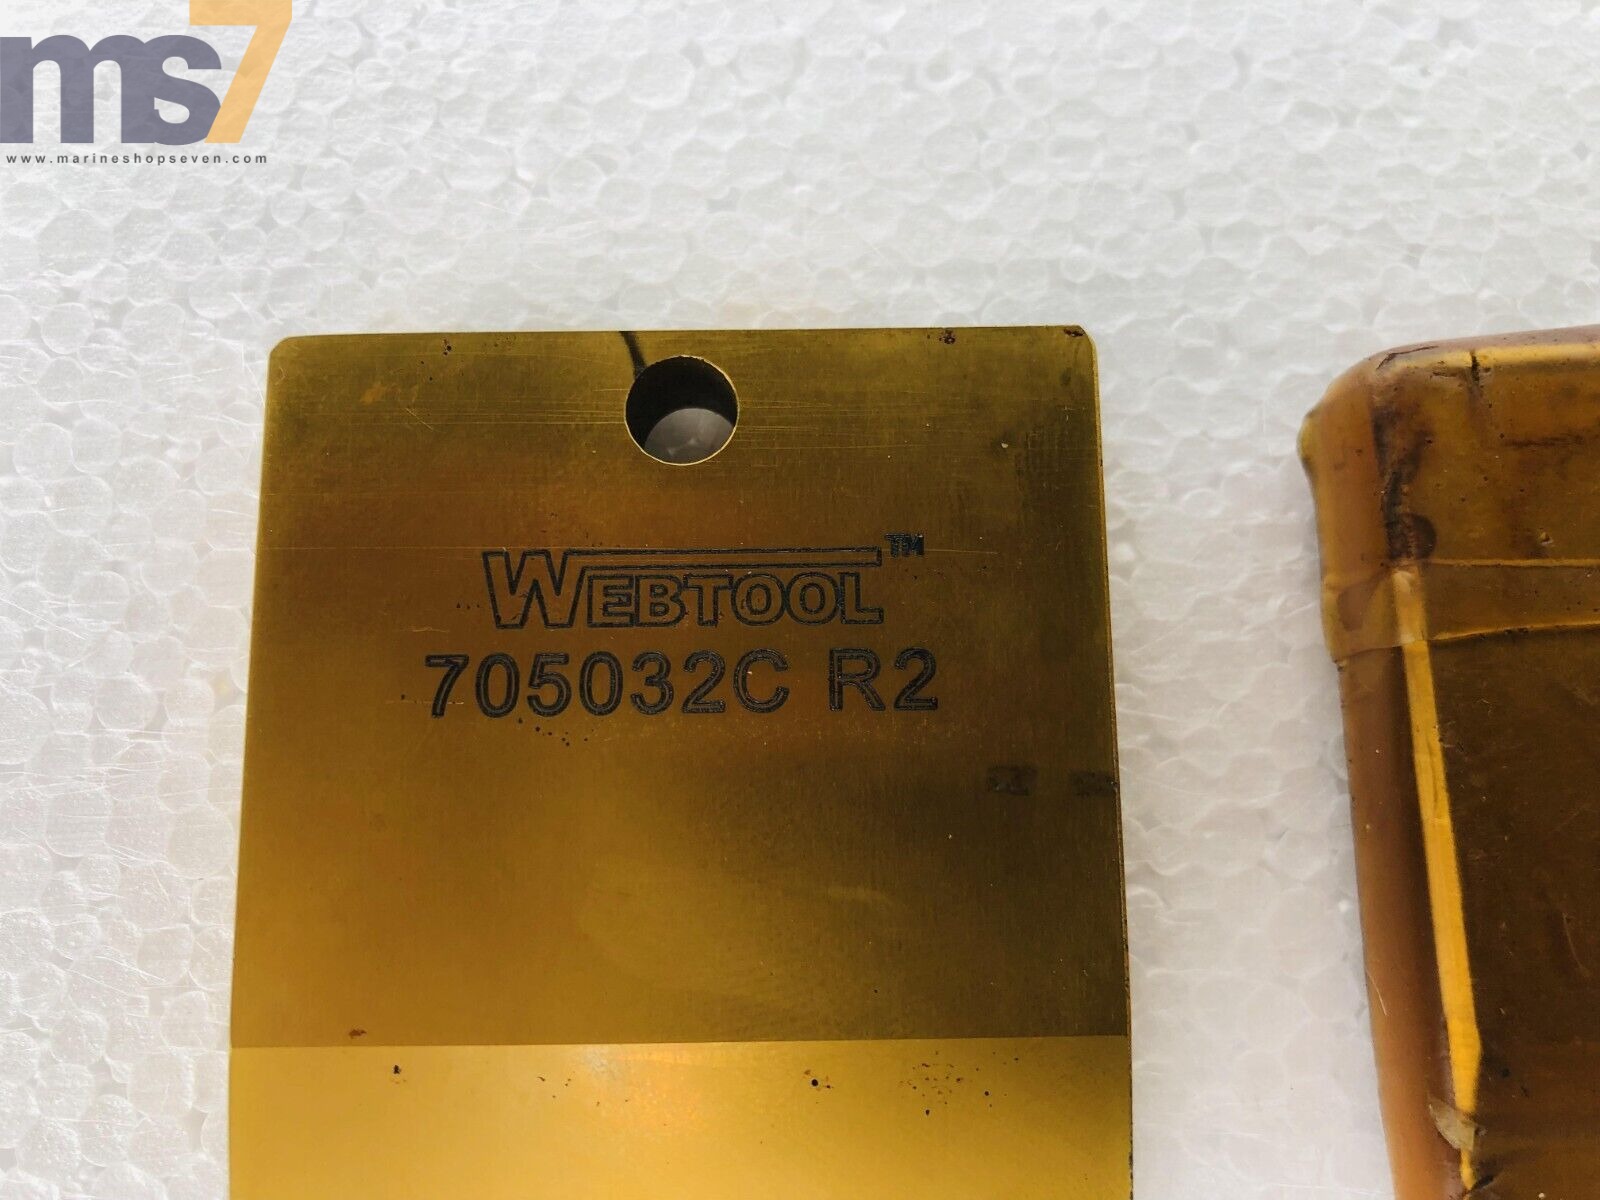 ms7
www.marineshopseven.com
WEBTOOL™
705032C R2